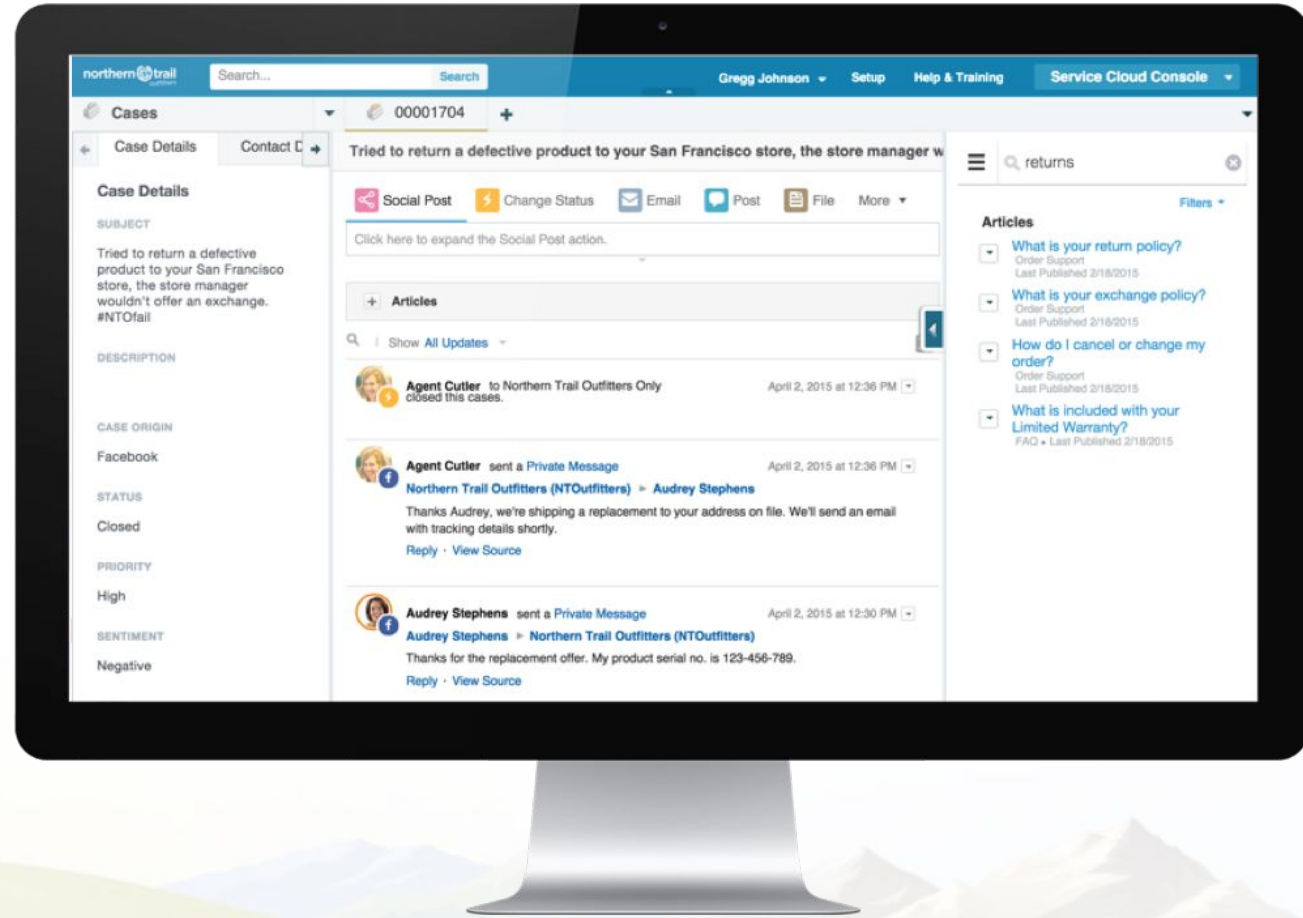 northern trail
outfitters
Search...
Search
Gregg Johnson
Setup
Help & Training
Service Cloud Console
Cases
00001704
Case Details
Contact D
Case Details
SUBJECT
Tried to return a defective
product to your San Francisco
store, the store manager
wouldn't offer an exchange.
#NTOfail
DESCRIPTION
CASE ORIGIN
Facebook
STATUS
Closed
PRIORITY
High
SENTIMENT
Negative
Tried to return a defective product to your San Francisco store, the store manager w
Social Post
Change Status
Email
Post
File
More
Click here to expand the Social Post action.
Articles
Show All Updates
Agent Cutler to Northern Trail Outfitters Only
closed this cases.
April 2, 2015 at 12:36 PM
Agent Cutler sent a Private Message
April 2, 2015 at 12:36 PM
Northern Trail Outfitters (NTOutfitters) ▸ Audrey Stephens
Thanks Audrey, we're shipping a replacement to your address on file. We'll send an email
with tracking details shortly.
Reply · View Source
Audrey Stephens sent a Private Message
April 2, 2015 at 12:30 PM
Audrey Stephens ▸ Northern Trail Outfitters (NTOutfitters)
Thanks for the replacement offer. My product serial no. is 123-456-789.
Reply · View Source
returns
Filters
Articles
What is your return policy?
Order Support
Last Published 2/18/2015
What is your exchange policy?
Order Support
Last Published 2/18/2015
How do I cancel or change my
order?
Order Support
Last Published 2/18/2015
What is included with your
Limited Warranty?
FAQ • Last Published 2/18/2015